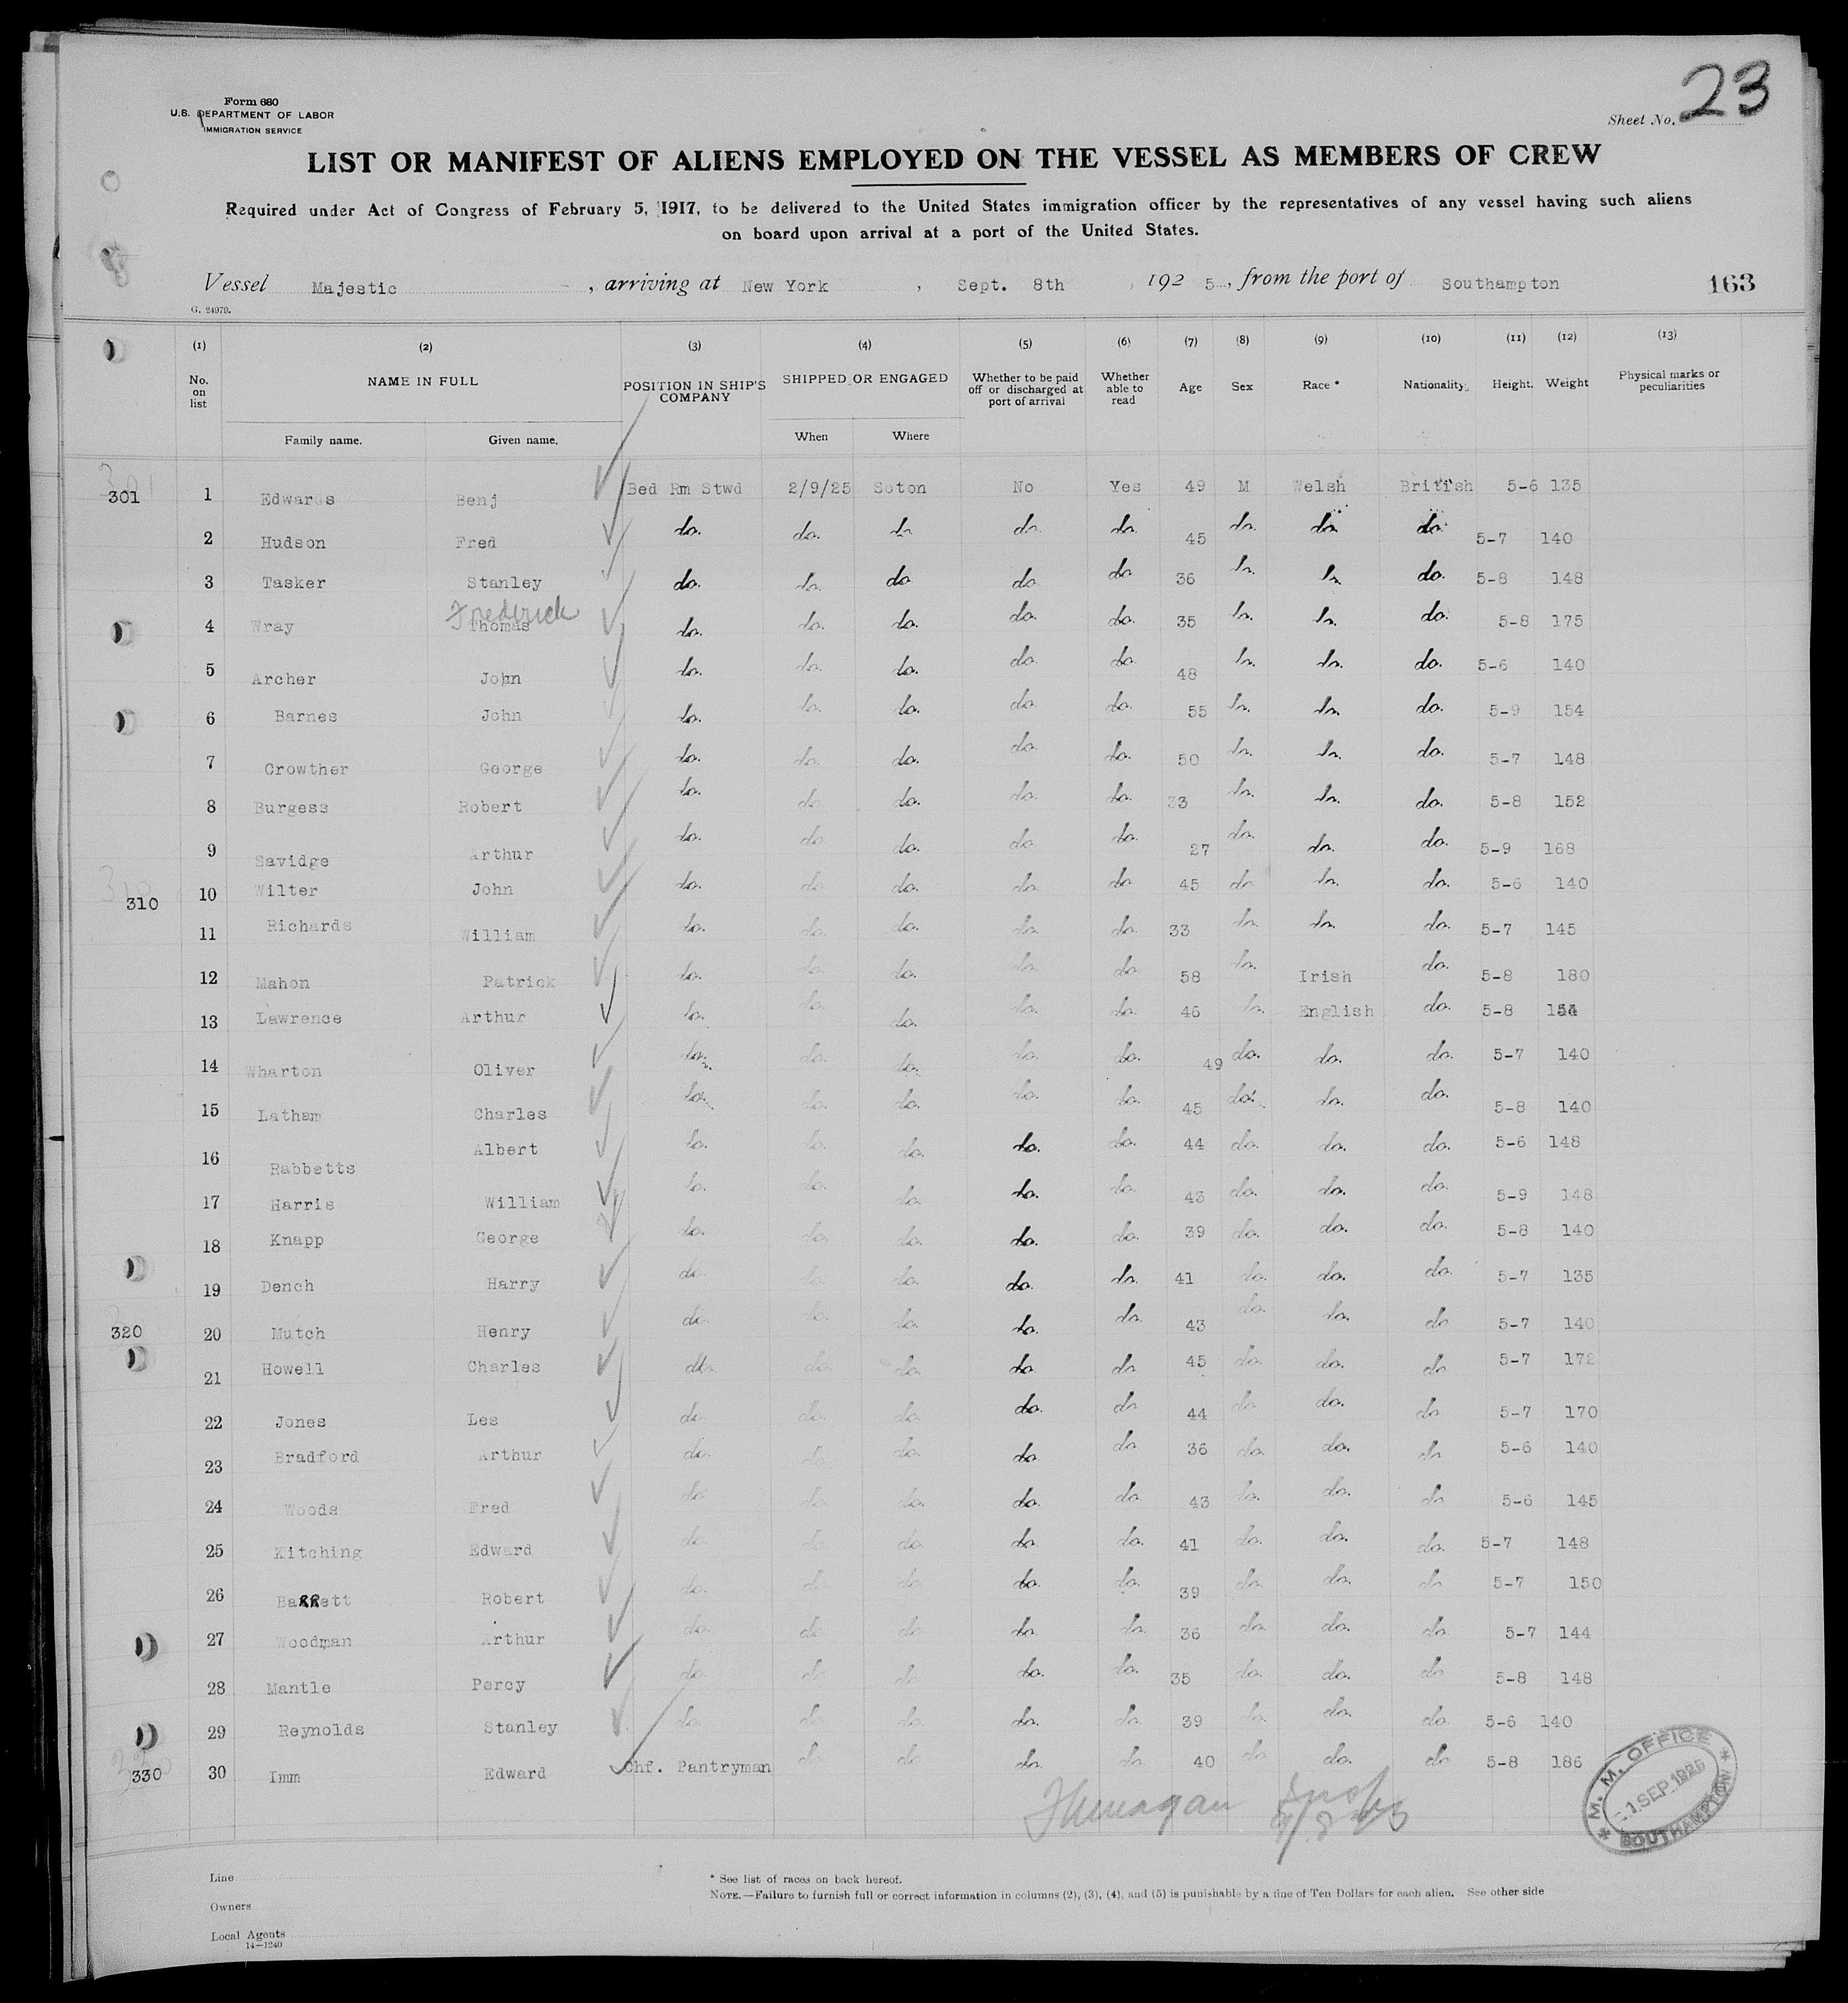 Form 680
U.S. DEPARTMENT OF LABOR
IMMIGRATION SERVICE
Sheet No. 23
LIST OR MANIFEST OF ALIENS EMPLOYED ON THE VESSEL AS MEMBERS OF CREW
Required under Act of Congress of February 5, 1917, to be delivered to the United States immigration officer by the representatives of any vessel having such aliens
on board upon arrival at a port of the United States.
Vessel Majestic, arriving at New York, Sept. 8th, 192 5, from the port of Southampton 163
G. 24979.
(1) (2) (3) (4) (5) (6) (7) (8) (9) (10) (11) (12) (13)
No. on list NAME IN FULL POSITION IN SHIP'S COMPANY SHIPPED OR ENGAGED Whether to be paid off or discharged at port of arrival Whether able to read Age Sex Race * Nationality Height. Weight Physical marks or peculiarities
Family name. Given name. When Where
301 1 Edwards Benj Bed Rm Stwd 2/9/25 Soton No Yes 49 M Welsh British 5-6 135
2 Hudson Fred do. do. do. do. do. 45 do. do. do. 5-7 140
3 Tasker Stanley do. do. do do do 36 do. do. do. 5-8 148
4 Wray Frederick Thomas do. do. do. do. do. 35 do. do. do. 5-8 175
5 Archer John do. do. do. do. do. 48 do. do. do. 5-6 140
6 Barnes John do. do. do. do. do. 55 do. do. do. 5-9 154
7 Crowther George do. do. do. do. do. 50 do. do. do. 5-7 148
8 Burgess Robert do. do. do. do. do. 33 do. do. do. 5-8 152
9 Savidge Arthur do. do. do. do. do. 27 do. do. do. 5-9 168
310 10 Wilter John do. do. do. do. do 45 do. do. do. 5-6 140
11 Richards William do. do. do. do. do. 33 do. do. do. 5-7 145
12 Mahon Patrick do. do. do. do. do. 58 do. Irish do. 5-8 180
13 Lawrence Arthur do. do. do. do. do. 46 do. English do. 5-8
14 Wharton Oliver do. do. do. do. do. 49 do. do. do. 5-7 140
15 Latham Charles do. do. do. do. do. 45 do. do. do. 5-8 140
16 Rabbetts Albert do. do. do. do. do. 44 do. do. do. 5-6 148
17 Harris William do. do. do. do. do. 43 do. do. do. 5-9 148
18 Knapp George do. do. do. do. do. 39 do. do. do. 5-8 140
19 Dench Harry do. do. do. do. do. 41 do. do. do. 5-7 135
320 20 Mutch Henry do. do. do. do. do. 43 do. do. do 5-7 140
21 Howell Charles do. do. do. do do 45 do. do. do 5-7 172
22 Jones Les do do. do. do. do 44 do. do. do 5-7 170
23 Bradford Arthur do. do. do. do. do 36 do. do. do 5-6 140
24 Woods Fred do. do. do. do. do. 43 do. do. do 5-6 145
25 Kitching Edward do. do. do. do. do. 41 do. do. do. 5-7 148
26 Barrett Robert do. do. do. do. do. 39 do. do. do 5-7 150
27 Woodman Arthur do. do. do. do. do. 36 do. do. do. 5-7 144
28 Mantle Percy do. do. do. do. do. 35 do. do. do 5-8 148
29 Reynolds Stanley do. do. do. do. do. 39 do. do. do. 5-6 140
330 30 Imm Edward Chf. Pantryman do do do. do. 40 do do. do 5-8 186
M. M. OFFICE
1 SEP 1925
SOUTHAMPTON
Line
* See list of races on back hereof.
NOTE.—Failure to furnish full or correct information in columns (2), (3), (4), and (5) is punishable by a fine of Ten Dollars for each alien. See other side
Owners
Local Agents
14—1240